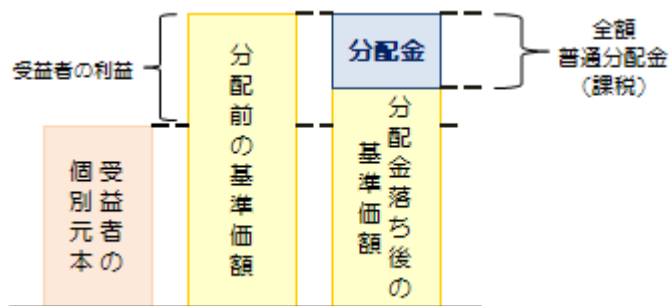 受益者の利益
受益者の
個別元本
分配前の基準価額
分配金
分配金落ち後の
基準価額
全額
普通分配金
(課税)